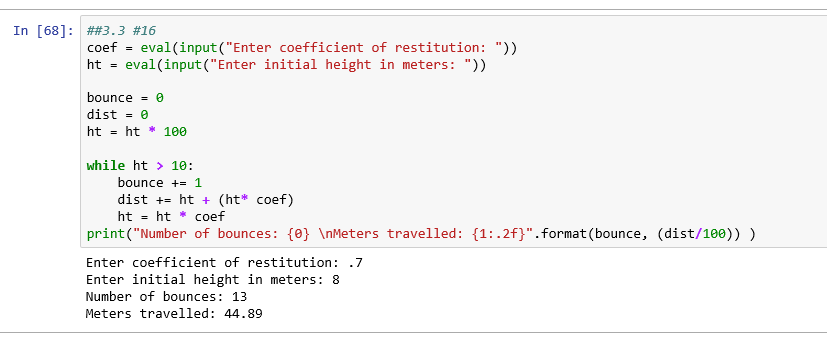 In [68]: ##3.3 #16
coef = eval(input("Enter coefficient of restitution: "))
ht = eval(input("Enter initial height in meters: "))
bounce = 0
dist = 0
ht = ht * 100
while ht > 10:
    bounce += 1
    dist += ht + (ht* coef)
    ht = ht * coef
print("Number of bounces: {0} \nMeters travelled: {1:.2f}".format(bounce, (dist/100)) )
Enter coefficient of restitution: .7
Enter initial height in meters: 8
Number of bounces: 13
Meters travelled: 44.89